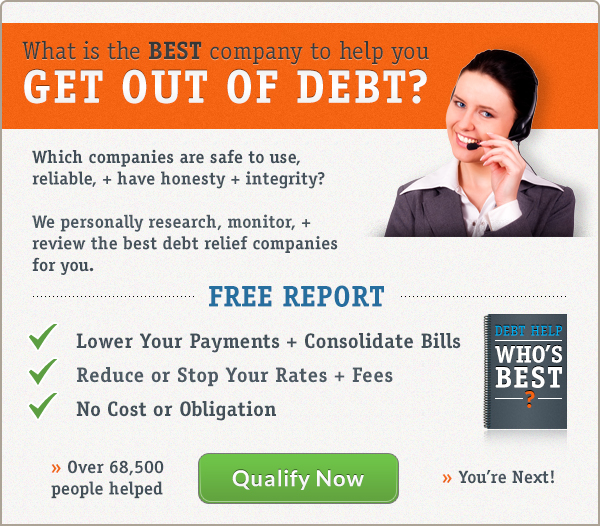 What is the BEST company to help you
GET OUT OF DEBT?
Which companies are safe to use,
reliable, + have honesty + integrity?
We personally research, monitor, +
review the best debt relief companies
for you.
FREE REPORT
Lower Your Payments + Consolidate Bills
Reduce or Stop Your Rates + Fees
No Cost or Obligation
DEBT HELP
WHO'S
BEST
?
» Over 68,500
people helped
Qualify Now
» You're Next!